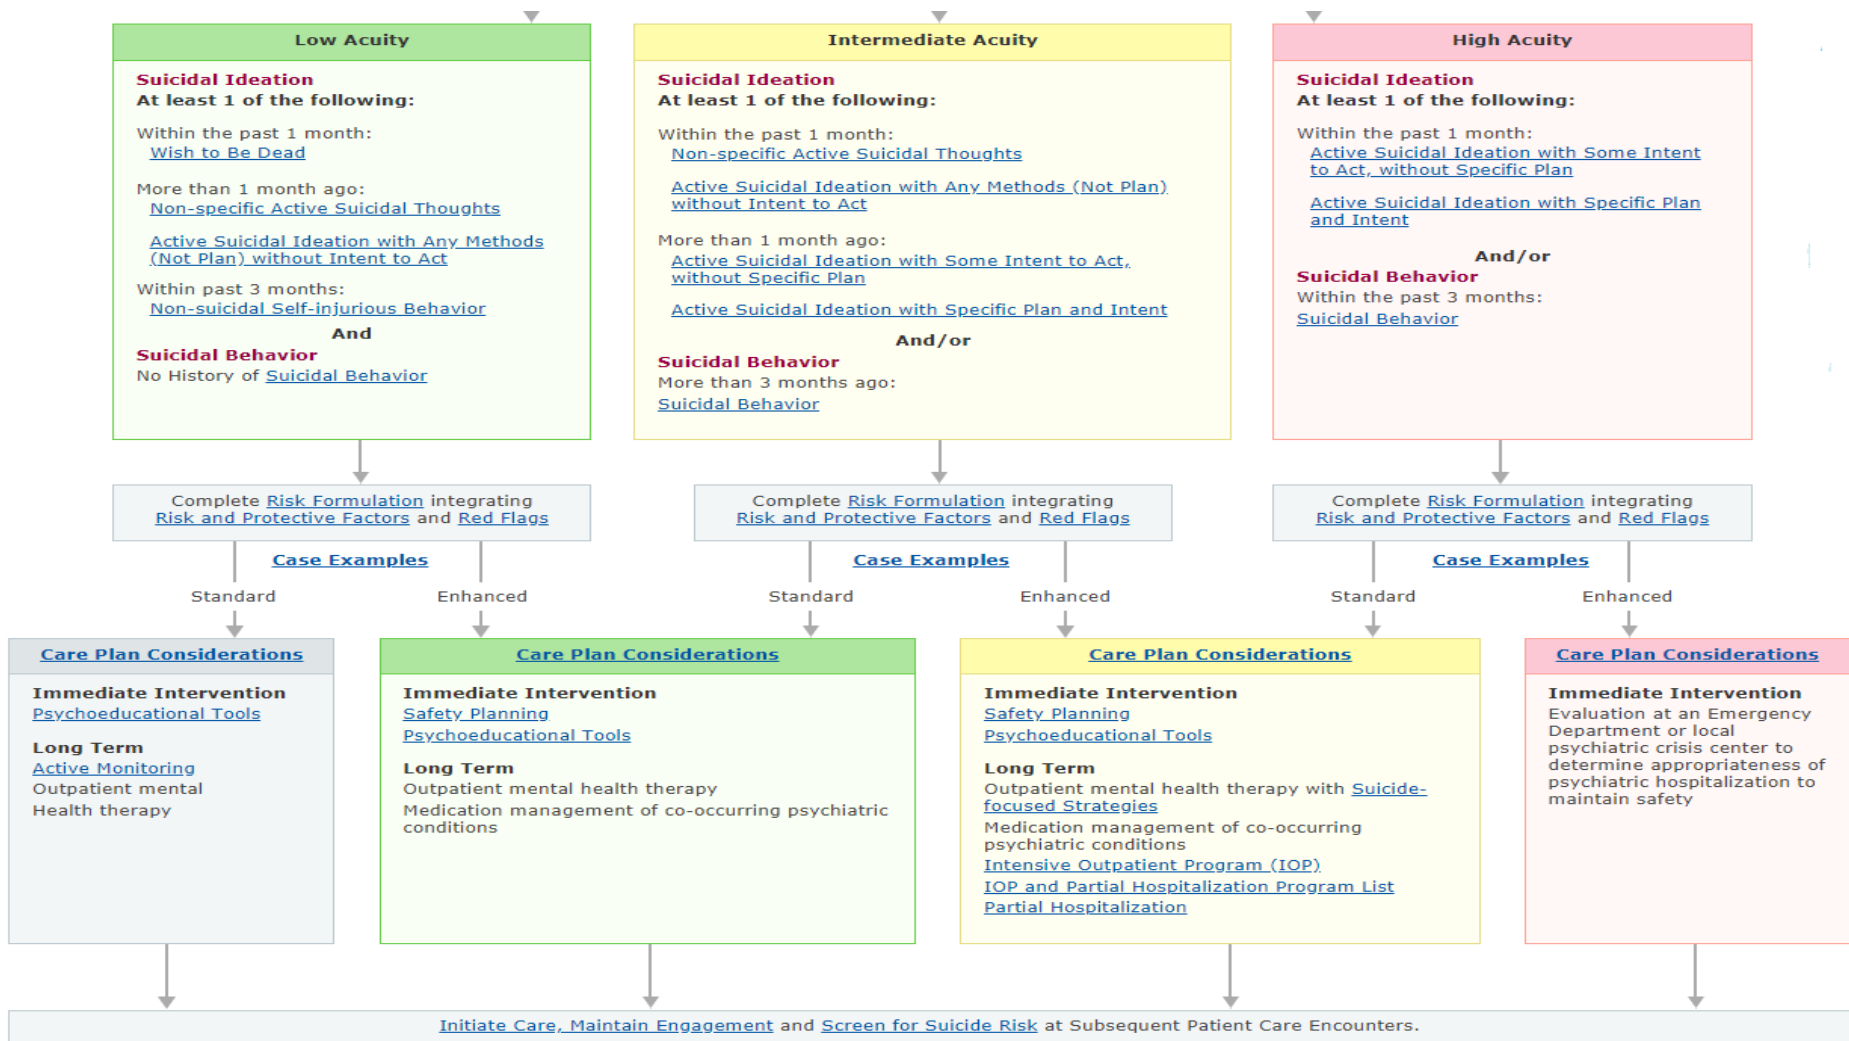 Low Acuity
Suicidal Ideation
At least 1 of the following:
Within the past 1 month:
Wish to Be Dead
More than 1 month ago:
Non-specific Active Suicidal Thoughts
Active Suicidal Ideation with Any Methods
(Not Plan) without Intent to Act
Within past 3 months:
Non-suicidal Self-injurious Behavior
And
Suicidal Behavior
No History of Suicidal Behavior
Intermediate Acuity
Suicidal Ideation
At least 1 of the following:
Within the past 1 month:
Non-specific Active Suicidal Thoughts
Active Suicidal Ideation with Any Methods (Not Plan)
without Intent to Act
More than 1 month ago:
Active Suicidal Ideation with Some Intent to Act,
without Specific Plan
Active Suicidal Ideation with Specific Plan and Intent
And/or
Suicidal Behavior
More than 3 months ago:
Suicidal Behavior
High Acuity
Suicidal Ideation
At least 1 of the following:
Within the past 1 month:
Active Suicidal Ideation with Some Intent
to Act, without Specific Plan
Active Suicidal Ideation with Specific Plan
and Intent
And/or
Suicidal Behavior
Within the past 3 months:
Suicidal Behavior
Complete Risk Formulation integrating
Risk and Protective Factors and Red Flags
Complete Risk Formulation integrating
Risk and Protective Factors and Red Flags
Complete Risk Formulation integrating
Risk and Protective Factors and Red Flags
Case Examples
Case Examples
Case Examples
Standard
Enhanced
Standard
Enhanced
Standard
Enhanced
Care Plan Considerations
Immediate Intervention
Psychoeducational Tools
Long Term
Active Monitoring
Outpatient mental
Health therapy
Care Plan Considerations
Immediate Intervention
Safety Planning
Psychoeducational Tools
Long Term
Outpatient mental health therapy
Medication management of co-occurring psychiatric
conditions
Care Plan Considerations
Immediate Intervention
Safety Planning
Psychoeducational Tools
Long Term
Outpatient mental health therapy with Suicide-
focused Strategies
Medication management of co-occurring
psychiatric conditions
Intensive Outpatient Program (IOP)
IOP and Partial Hospitalization Program List
Partial Hospitalization
Care Plan Considerations
Immediate Intervention
Evaluation at an Emergency
Department or local
psychiatric crisis center to
determine appropriateness of
psychiatric hospitalization to
maintain safety
Initiate Care, Maintain Engagement and Screen for Suicide Risk at Subsequent Patient Care Encounters.